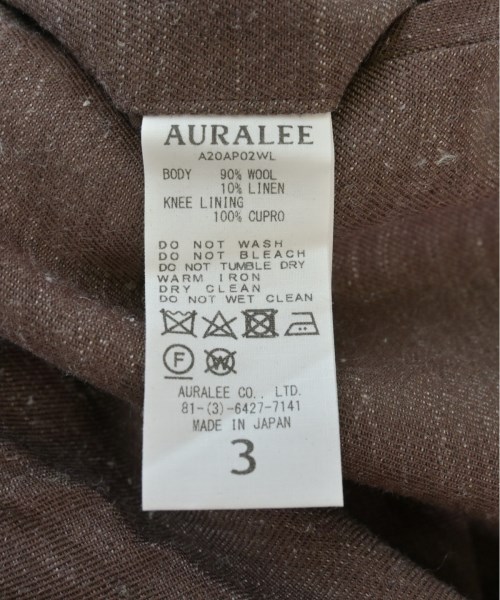 AURALEE
A20AP02WL
BODY 90% WOOL
10% LINEN
KNEE LINING
100% CUPRO
DO NOT WASH
DO NOT BLEACH
DO NOT TUMBLE DRY
WARM IRON
DRY CLEAN
DO NOT WET CLEAN
F W
AURALEE CO., LTD.
81-(3)-6427-7141
MADE IN JAPAN
3